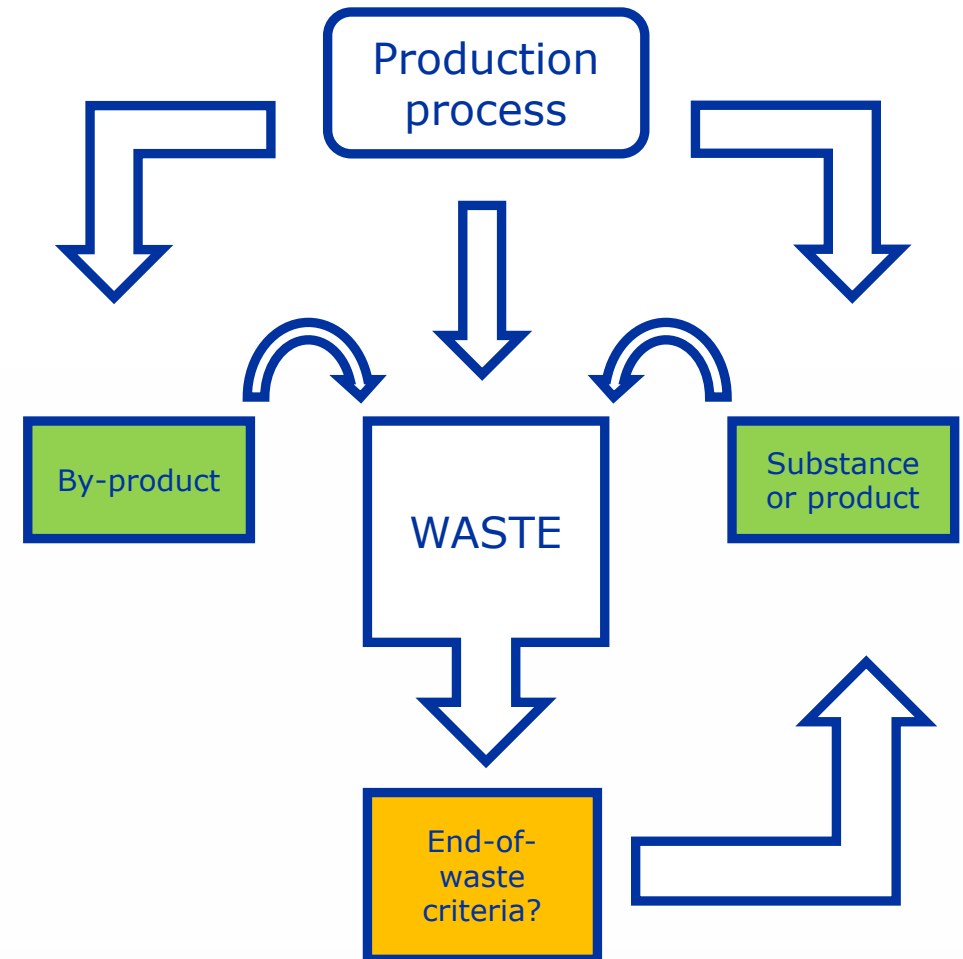 Production
process
By-product
WASTE
Substance
or product
End-of-
waste
criteria?